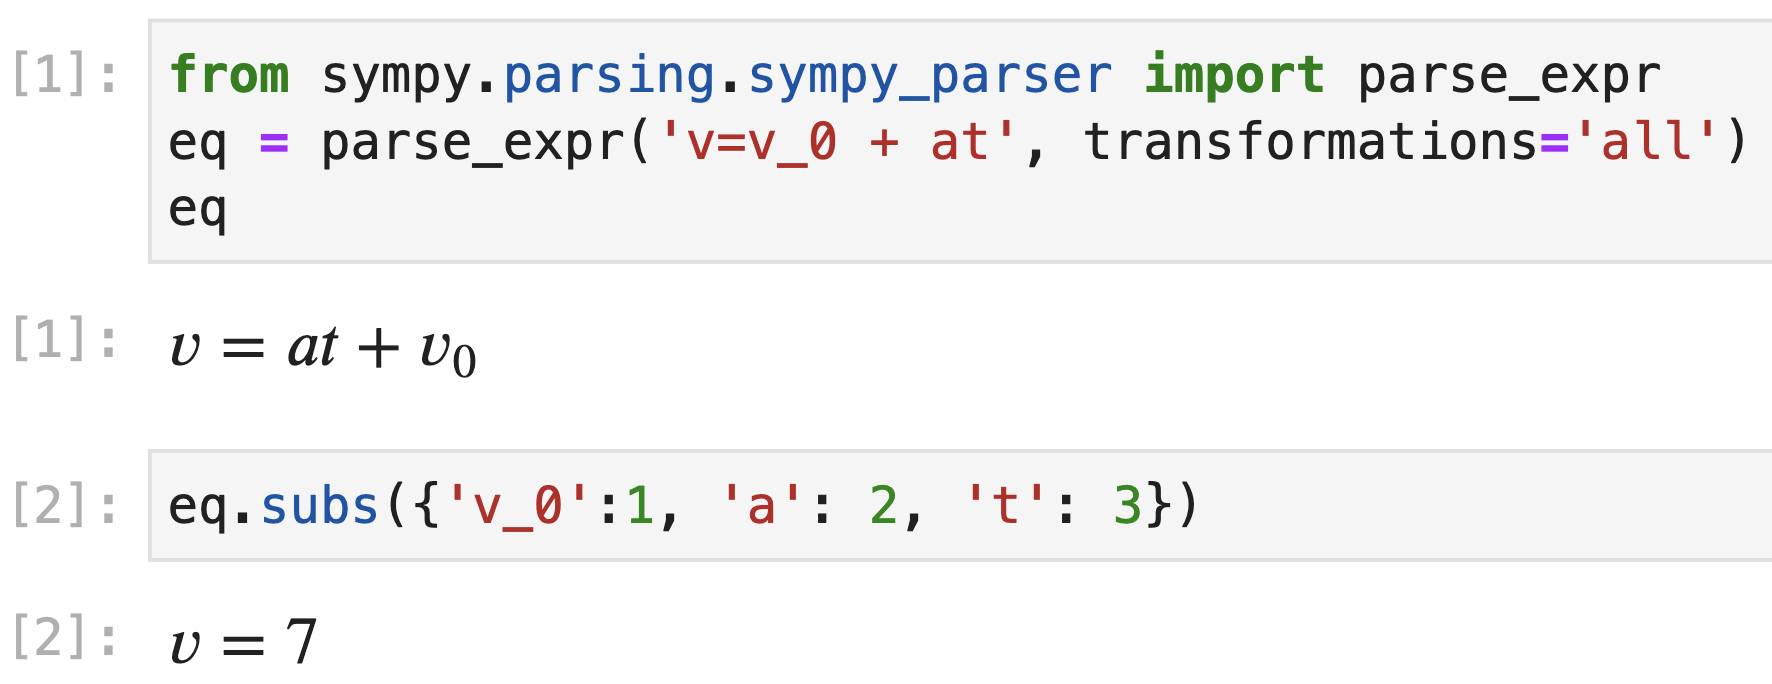 [1]: from sympy.parsing.sympy_parser import parse_expr
eq = parse_expr('v=v_0 + at', transformations='all')
eq
[1]: v = at + v₀
[2]: eq.subs({'v_0':1, 'a': 2, 't': 3})
[2]: v = 7